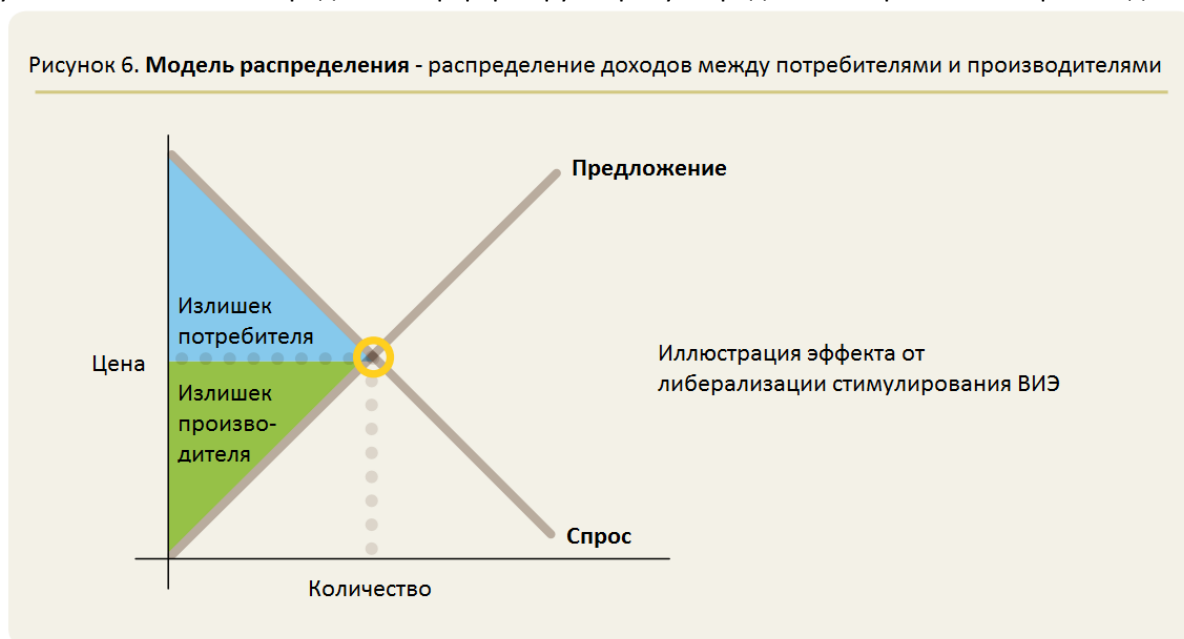 Рисунок 6. Модель распределения - распределение доходов между потребителями и производителями
Предложение
Излишек
потребителя
Цена
Иллюстрация эффекта от
либерализации стимулирования ВИЭ
Излишек
произво-
дителя
Спрос
Количество